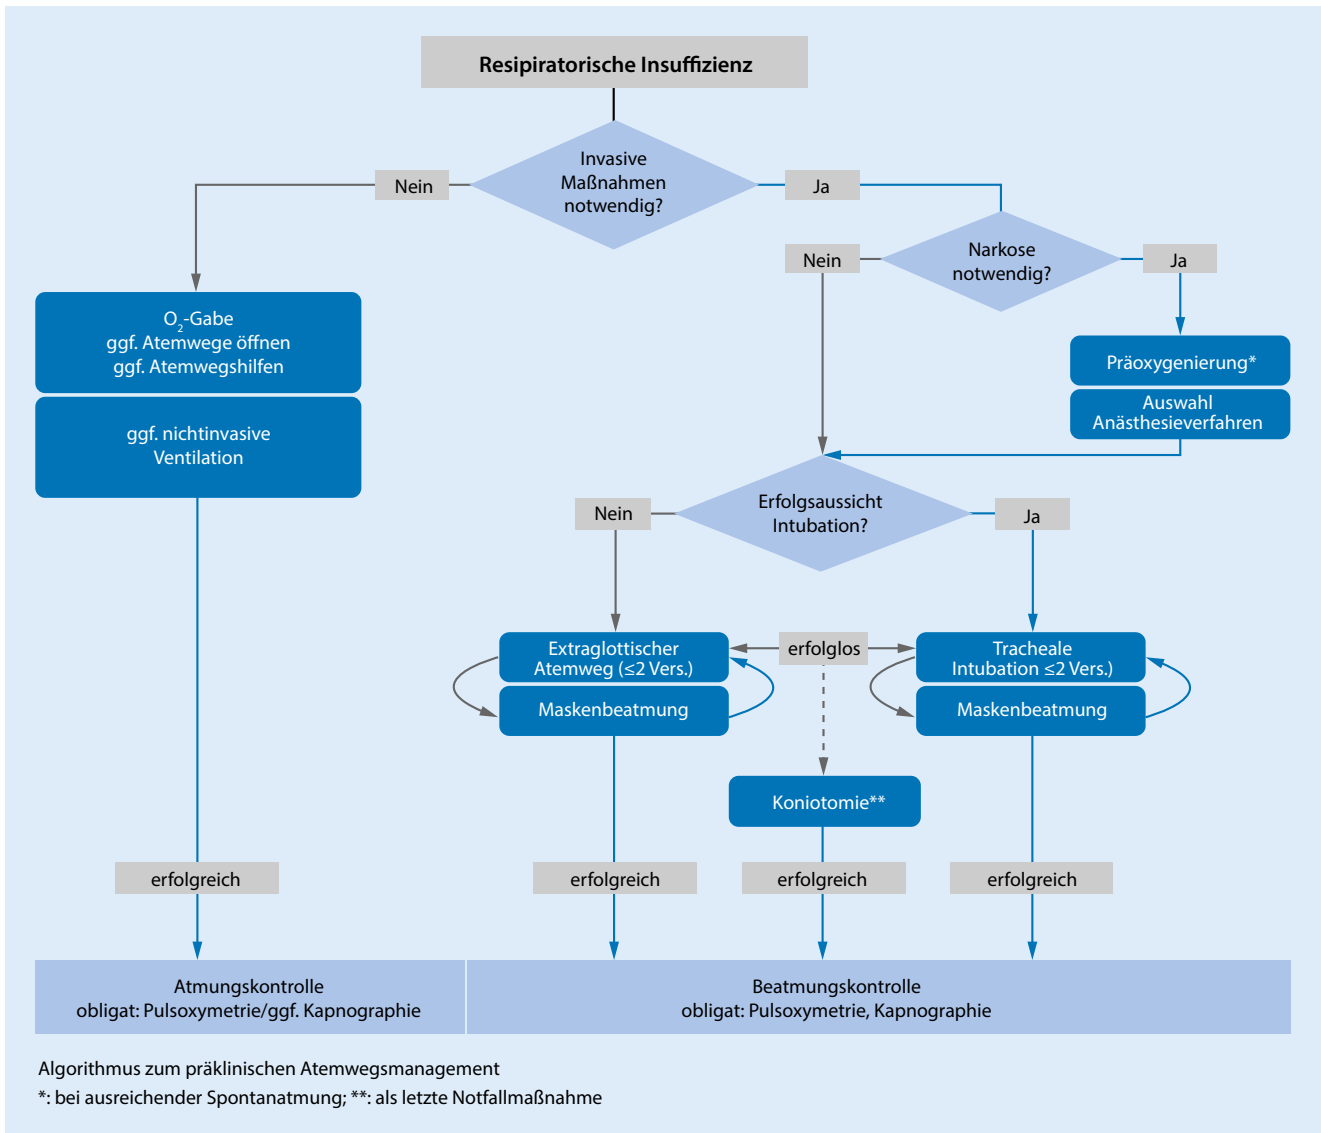 Resipiratorische Insuffizienz
Invasive
Maßnahmen
notwendig?
Nein
Ja
Narkose
notwendig?
Nein
Ja
O2-Gabe
ggf. Atemwege öffnen
ggf. Atemwegshilfen
ggf. nichtinvasive
Ventilation
Präoxygenierung*
Auswahl
Anästhesieverfahren
Erfolgsaussicht
Intubation?
Nein
Ja
Extraglottischer
Atemweg (≤2 Vers.)
Maskenbeatmung
erfolglos
Tracheale
Intubation ≤2 Vers.)
Maskenbeatmung
Koniotomie**
erfolgreich
erfolgreich
erfolgreich
erfolgreich
Atmungskontrolle
obligat: Pulsoxymetrie/ggf. Kapnographie
Beatmungskontrolle
obligat: Pulsoxymetrie, Kapnographie
Algorithmus zum präklinischen Atemwegsmanagement
*: bei ausreichender Spontanatmung; **: als letzte Notfallmaßnahme